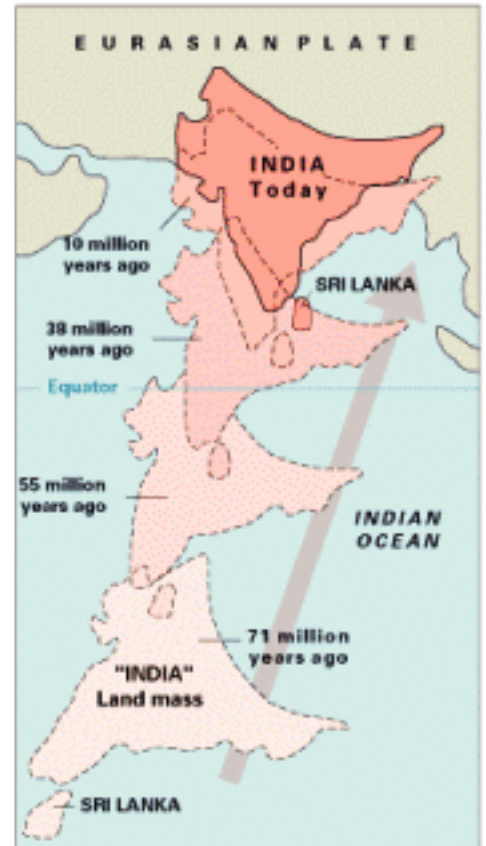 EURASIAN PLATE
INDIA
Today
10 million
years ago
SRI LANKA
38 million
years ago
Equator
55 million
years ago
INDIAN
OCEAN
71 million
years ago
"INDIA"
Land mass
SRI LANKA